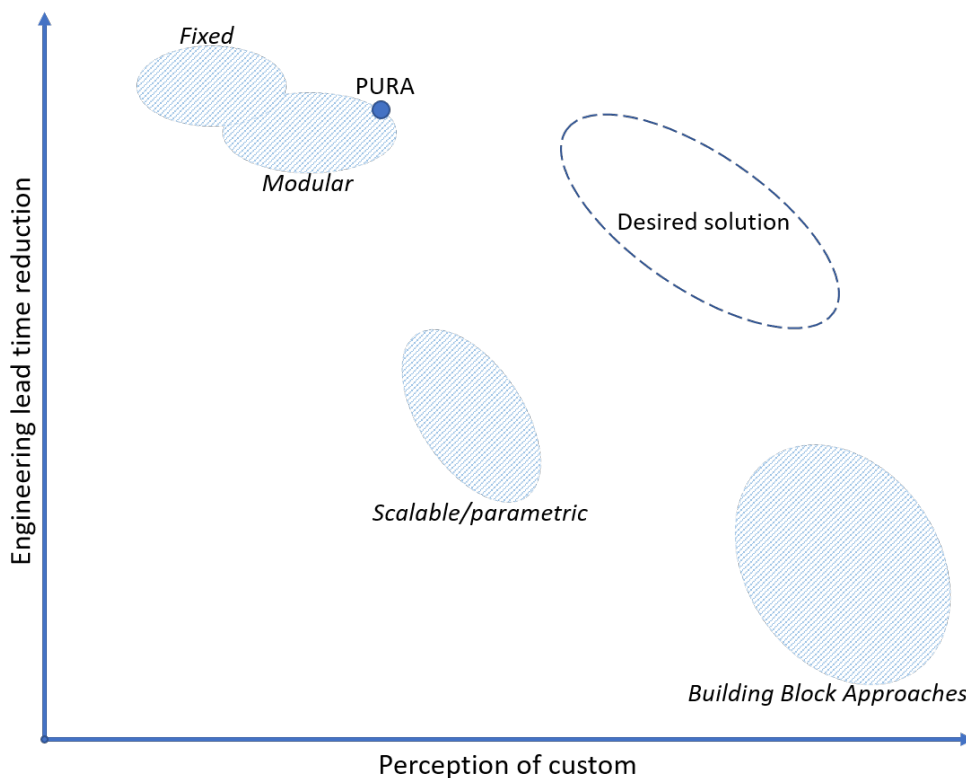 Fixed
PURA
Modular
Desired solution
Engineering lead time reduction
Scalable/parametric
Building Block Approaches
Perception of custom